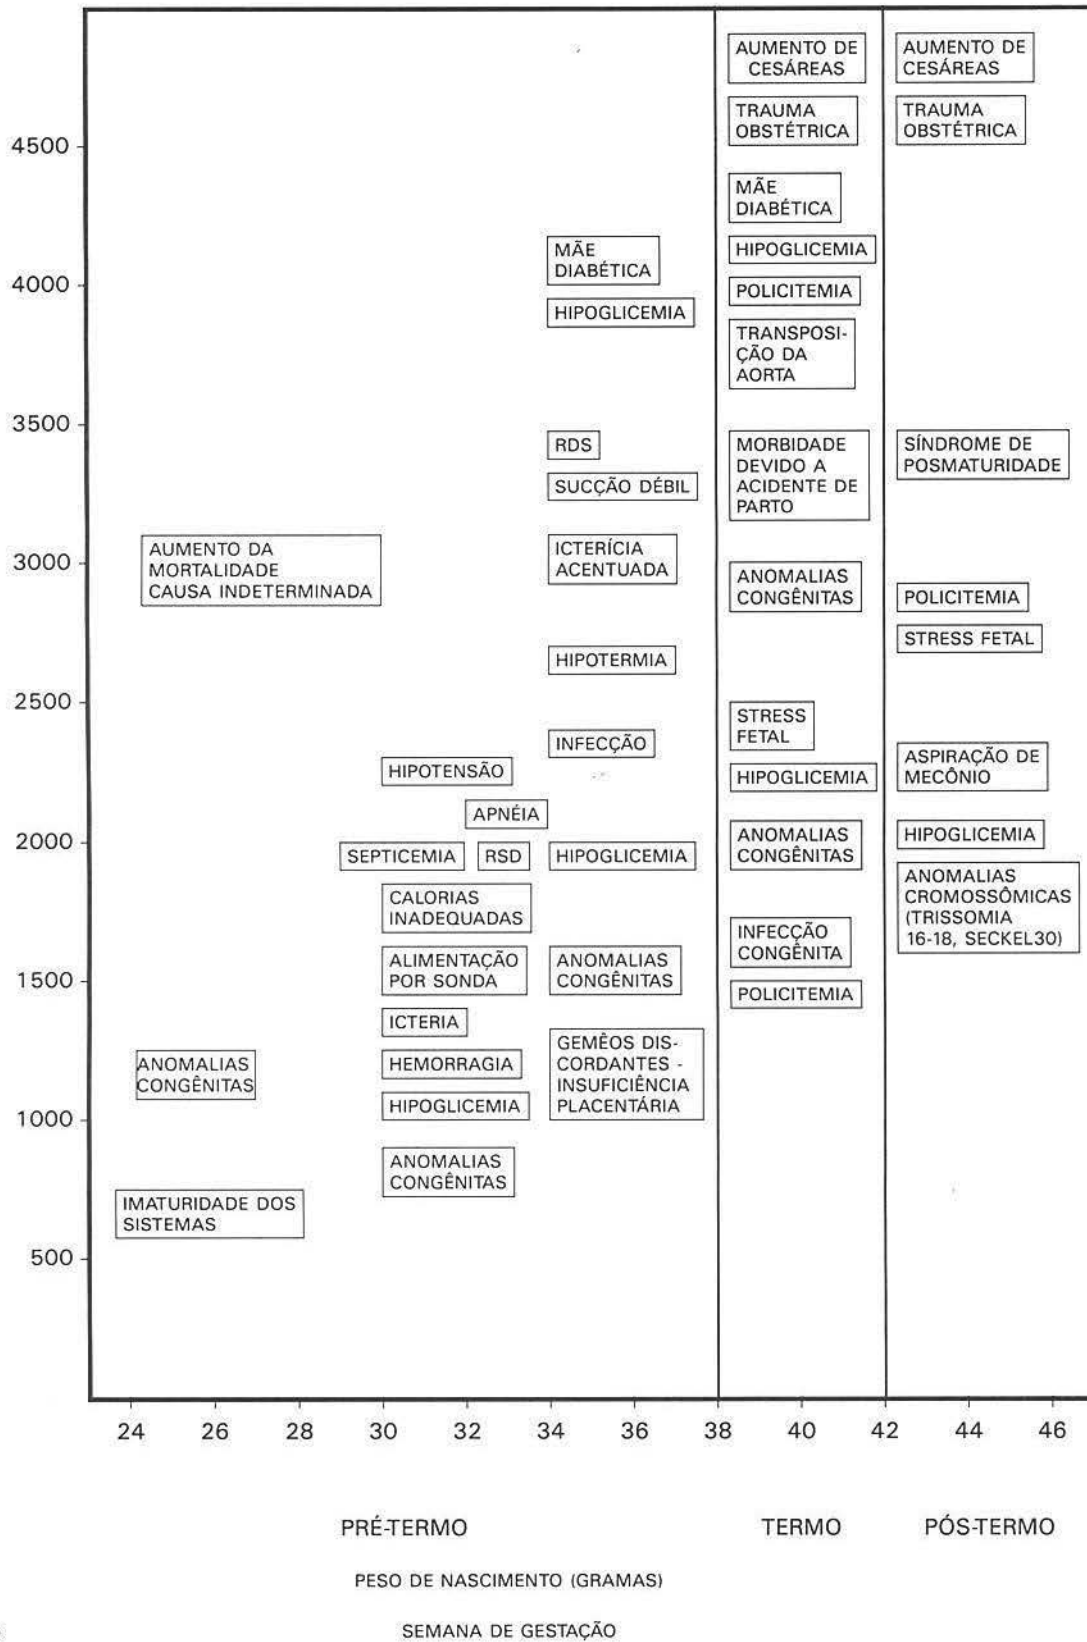 AUMENTO DE
CESÁREAS
AUMENTO DE
CESÁREAS
TRAUMA
OBSTÉTRICA
TRAUMA
OBSTÉTRICA
4500
MÃE
DIABÉTICA
MÃE
DIABÉTICA
HIPOGLICEMIA
4000
POLICITEMIA
HIPOGLICEMIA
TRANSPOSI-
ÇÃO DA
AORTA
3500
RDS
SUCÇÃO DÉBIL
MORBIDADE
DEVIDO A
ACIDENTE DE
PARTO
SÍNDROME DE
POSMATURIDADE
3000
AUMENTO DA
MORTALIDADE
CAUSA INDETERMINADA
ICTERÍCIA
ACENTUADA
ANOMALIAS
CONGÊNITAS
POLICITEMIA
STRESS FETAL
HIPOTERMIA
2500
STRESS
FETAL
INFECÇÃO
HIPOTENSÃO
HIPOGLICEMIA
ASPIRAÇÃO DE
MECÔNIO
APNÉIA
2000
SEPTICEMIA
RSD
HIPOGLICEMIA
ANOMALIAS
CONGÊNITAS
HIPOGLICEMIA
CALORIAS
INADEQUADAS
ANOMALIAS
CROMOSSÔMICAS
(TRISSOMIA
16-18, SECKEL30)
INFECÇÃO
CONGÊNITA
ALIMENTAÇÃO
POR SONDA
ANOMALIAS
CONGÊNITAS
1500
POLICITEMIA
ICTERIA
ANOMALIAS
CONGÊNITAS
HEMORRAGIA
GEMÊOS DIS-
CORDANTES -
INSUFICIÊNCIA
PLACENTÁRIA
HIPOGLICEMIA
1000
ANOMALIAS
CONGÊNITAS
IMATURIDADE DOS
SISTEMAS
500
24 26 28 30 32 34 36 38 40 42 44 46
PRÉ-TERMO TERMO PÓS-TERMO
PESO DE NASCIMENTO (GRAMAS)
SEMANA DE GESTAÇÃO